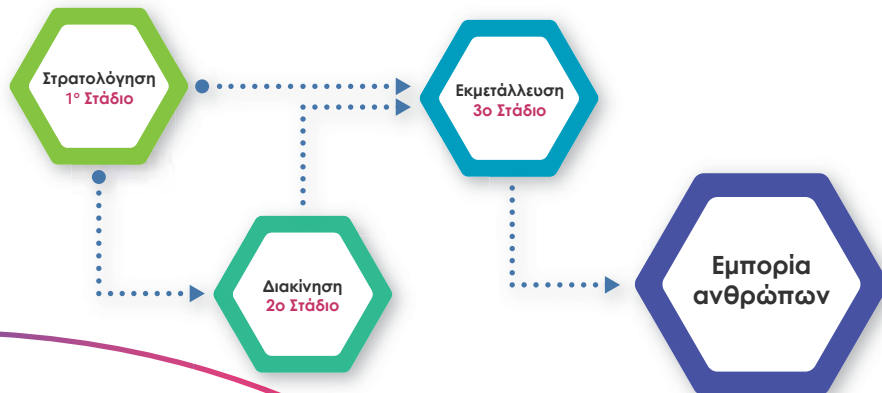 Στρατολόγηση
1º Στάδιο
Εκμετάλλευση
3ο Στάδιο
Διακίνηση
2ο Στάδιο
Εμπορία
ανθρώπων